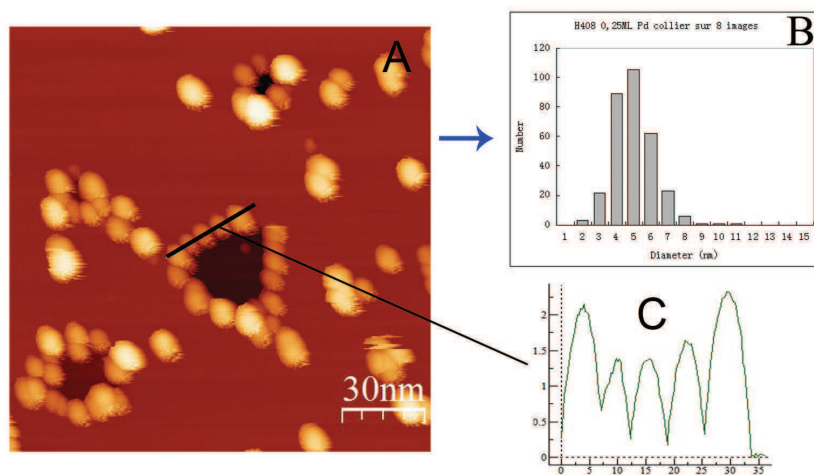 A
30nm
B
H408 0,25ML Pd collier sur 8 images
120
100
80
60
40
20
0
Number
1 2 3 4 5 6 7 8 9 10 11 12 13 14 15
Diameter (nm)
C
2
1.5
1
0.5
0
0 5 10 15 20 25 30 35